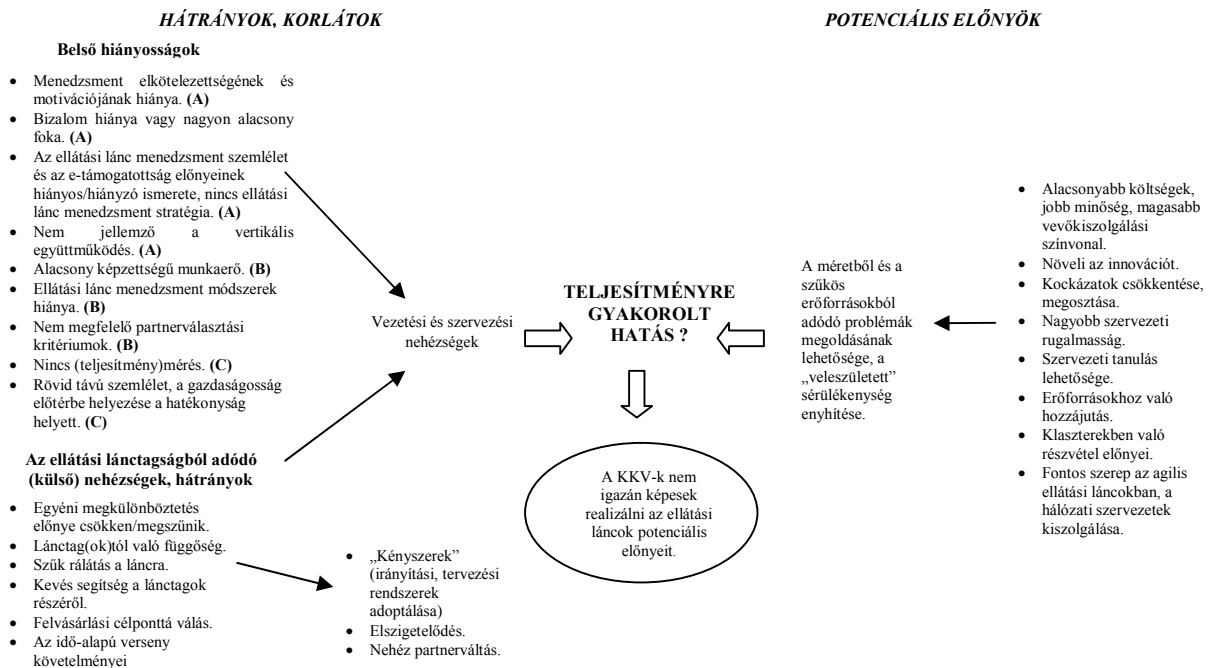 HÁTRÁNYOK, KORLÁTOK
Belső hiányosságok
• Menedzsment elkötelezettségének és
motivációjának hiánya. (A)
• Bizalom hiánya vagy nagyon alacsony
foka. (A)
• Az ellátási lánc menedzsment szemlélet
és az e-támogatottság előnyeinek
hiányos/hiányzó ismerete, nincs ellátási
lánc menedzsment stratégia. (A)
• Nem jellemző a vertikális
együttműködés. (A)
• Alacsony képzettségű munkaerő. (B)
• Ellátási lánc menedzsment módszerek
hiánya. (B)
• Nem megfelelő partnerválasztási
kritériumok. (B)
• Nincs (teljesítmény)mérés. (C)
• Rövid távú szemlélet, a gazdaságosság
előtérbe helyezése a hatékonyság
helyett. (C)
Az ellátási lánctagságból adódó
(külső) nehézségek, hátrányok
• Egyéni megkülönböztetés
előnye csökken/megszűnik.
• Lánctag(ok)tól való függőség.
• Szűk rálátás a láncra.
• Kevés segítség a lánctagok
részéről.
• Felvásárlási célponttá válás.
• Az idő-alapú verseny
követelményei
• „Kényszerek”
(irányítási, tervezési
rendszerek
adoptálása)
• Elszigetelődés.
• Nehéz partnerváltás.
Vezetési és szervezési
nehézségek
TELJESÍTMÉNYRE
GYAKOROLT
HATÁS ?
A KKV-k nem
igazán képesek
realizálni az ellátási
láncok potenciális
előnyeit.
A méretből és a
szűkös
erőforrásokból
adódó problémák
megoldásának
lehetősége, a
„veleszületett”
sérülékenység
enyhítése.
POTENCIÁLIS ELŐNYÖK
• Alacsonyabb költségek,
jobb minőség, magasabb
vevőkiszolgálási
színvonal.
• Növeli az innovációt.
• Kockázatok csökkentése,
megosztása.
• Nagyobb szervezeti
rugalmasság.
• Szervezeti tanulás
lehetősége.
• Erőforrásokhoz való
hozzájutás.
• Klaszterekben való
részvétel előnyei.
• Fontos szerep az agilis
ellátási láncokban, a
hálózati szervezetek
kiszolgálása.